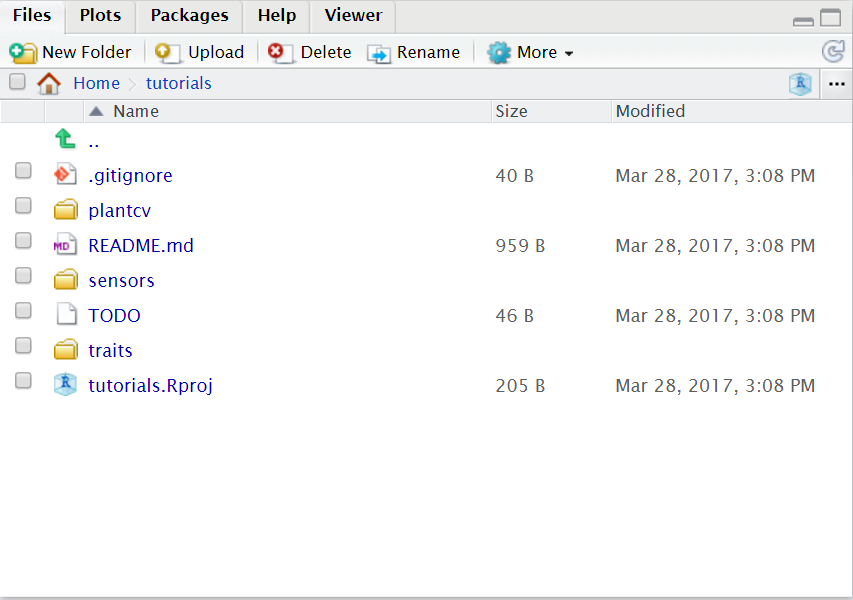 Files Plots Packages Help Viewer
New Folder Upload Delete Rename More
Home tutorials R ...
Name Size Modified
..
.gitignore 40 B Mar 28, 2017, 3:08 PM
plantcv
MD README.md 959 B Mar 28, 2017, 3:08 PM
sensors
TODO 46 B Mar 28, 2017, 3:08 PM
traits
R tutorials.Rproj 205 B Mar 28, 2017, 3:08 PM